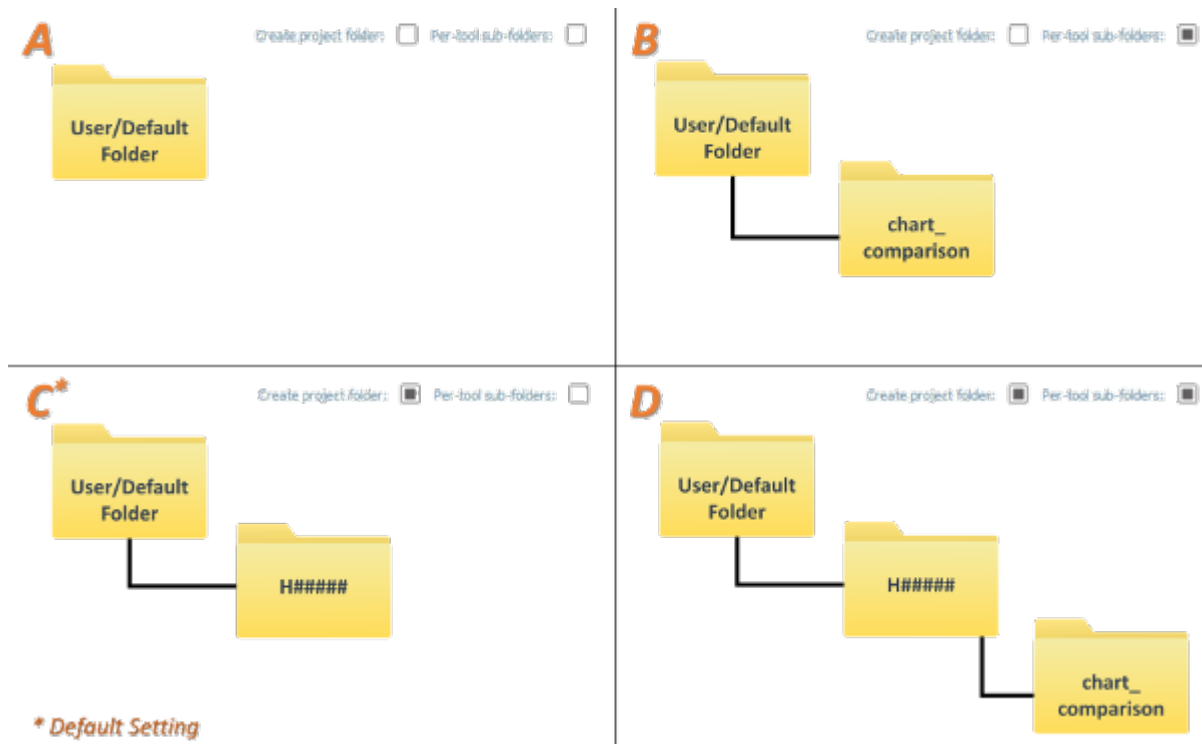 A
Create project folder: Per-tool sub-folders:
User/Default
Folder
B
Create project folder: Per-tool sub-folders:
User/Default
Folder
chart_
comparison
C*
Create project folder: Per-tool sub-folders:
User/Default
Folder
H#####
* Default Setting
D
Create project folder: Per-tool sub-folders:
User/Default
Folder
H#####
chart_
comparison